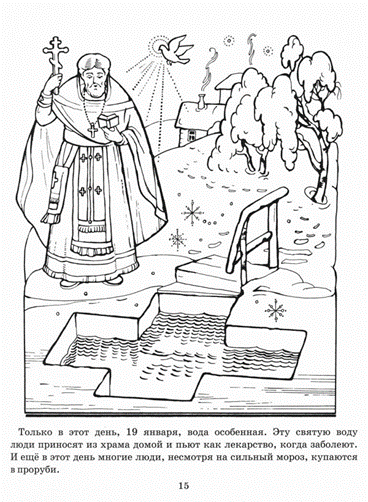 Только в этот день, 19 января, вода особенная. Эту святую воду
люди приносят из храма домой и пьют как лекарство, когда заболеют.
И ещё в этот день многие люди, несмотря на сильный мороз, купаются
в проруби.
15